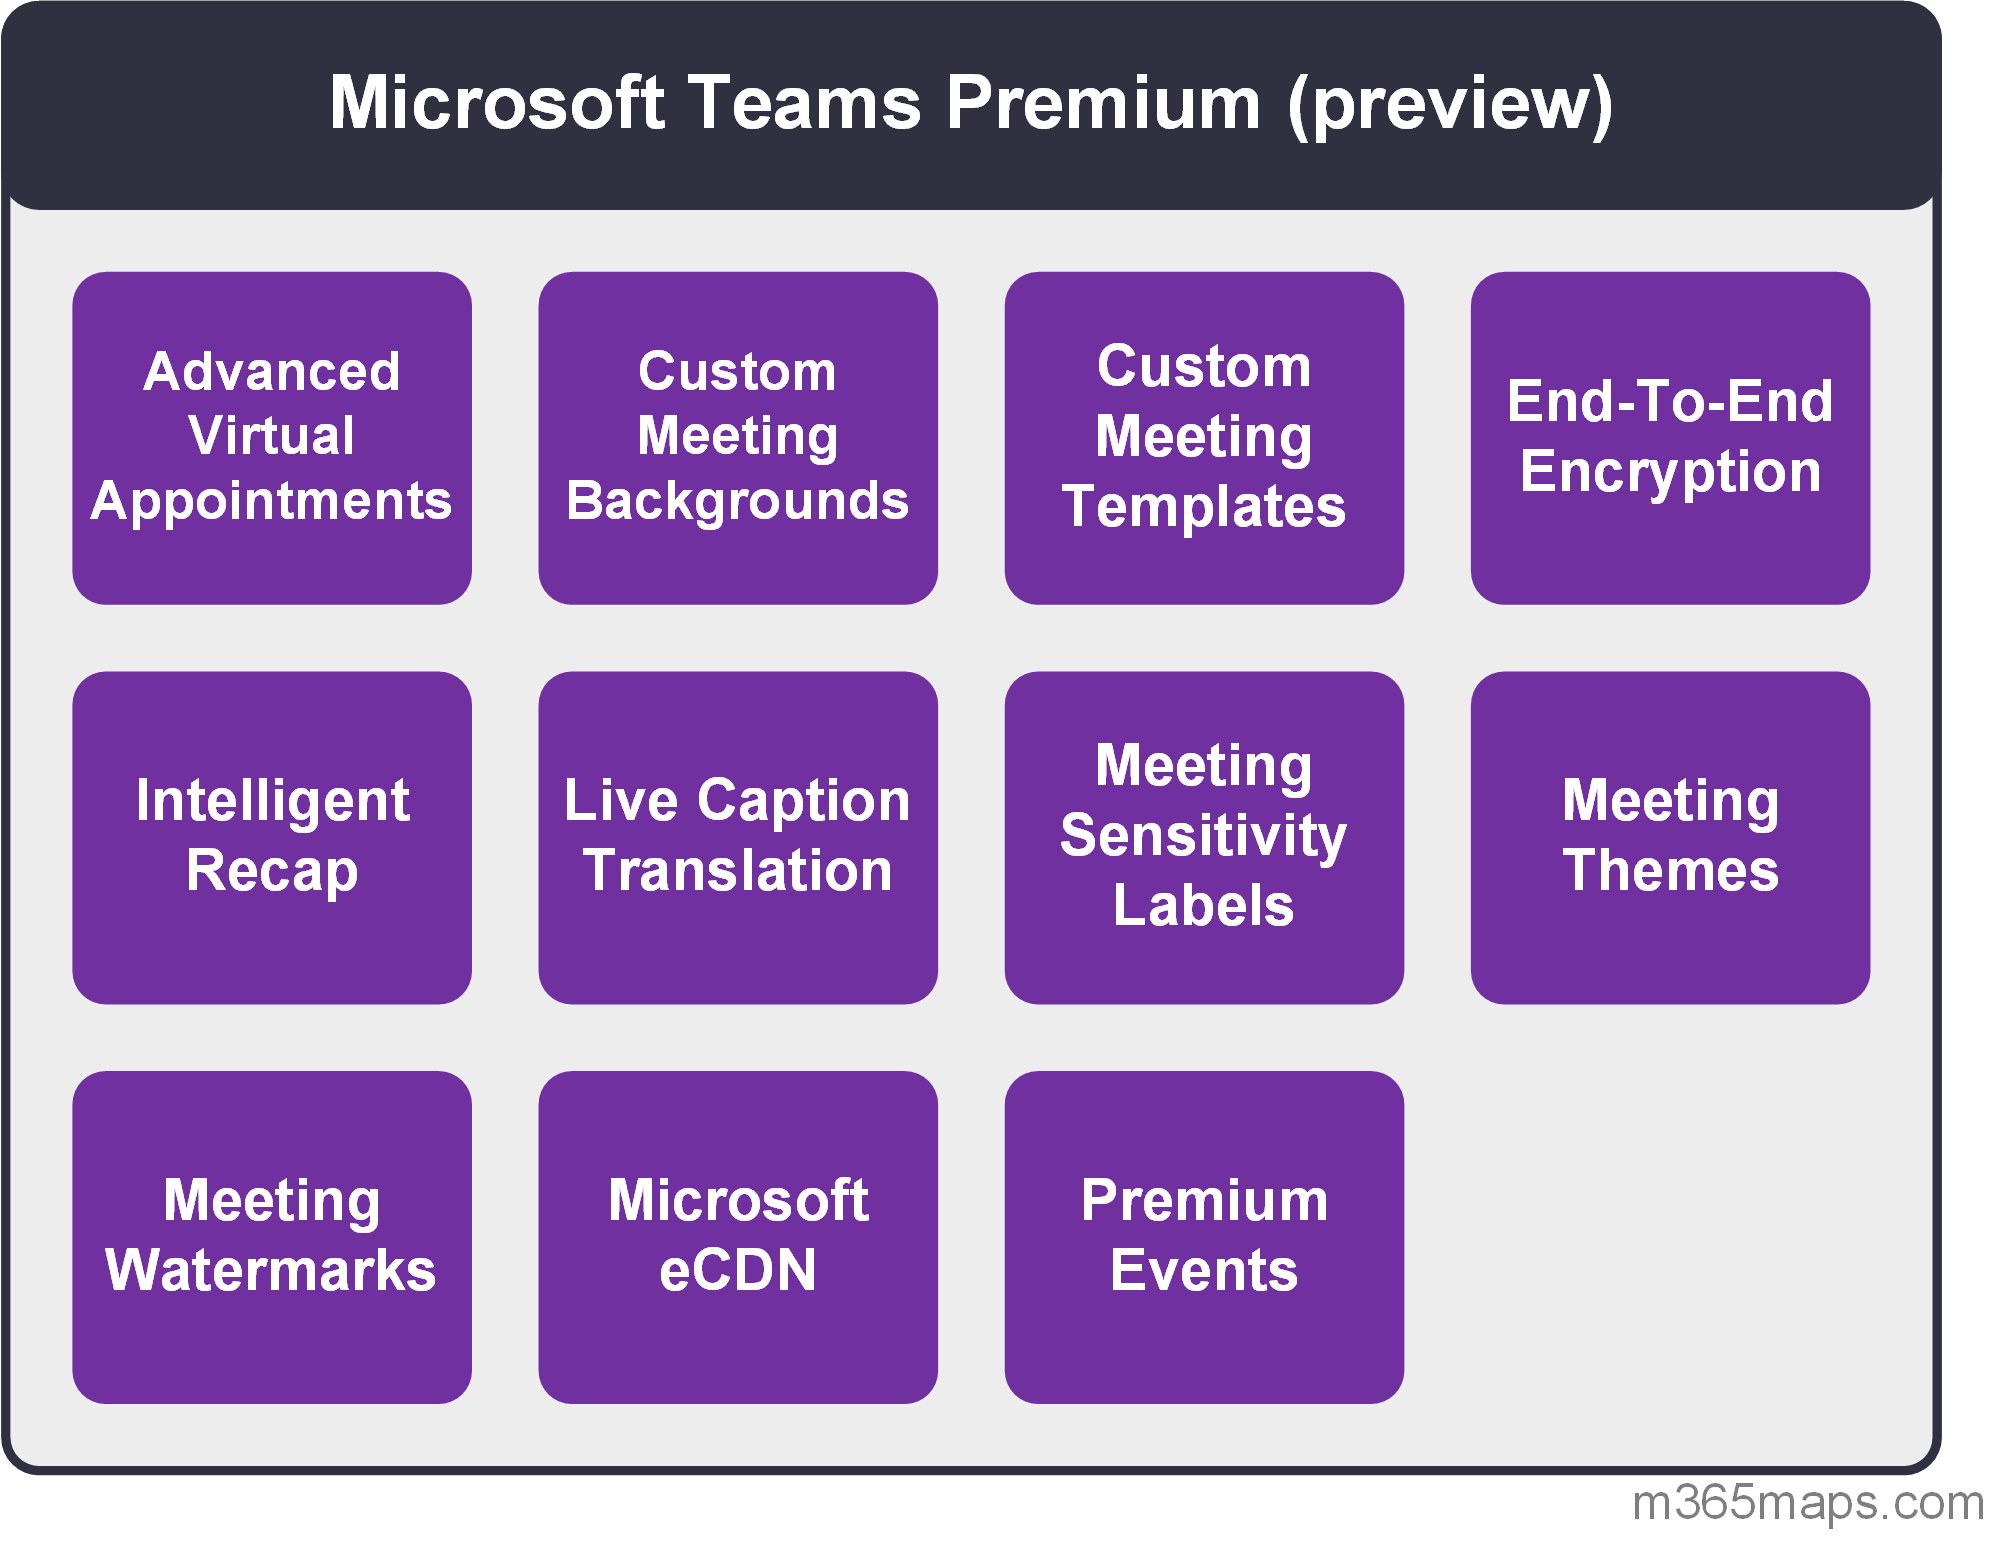 Microsoft Teams Premium (preview)
Advanced
Virtual
Appointments
Custom
Meeting
Backgrounds
Custom
Meeting
Templates
End-To-End
Encryption
Intelligent
Recap
Live Caption
Translation
Meeting
Sensitivity
Labels
Meeting
Themes
Meeting
Watermarks
Microsoft
eCDN
Premium
Events
m365maps.com